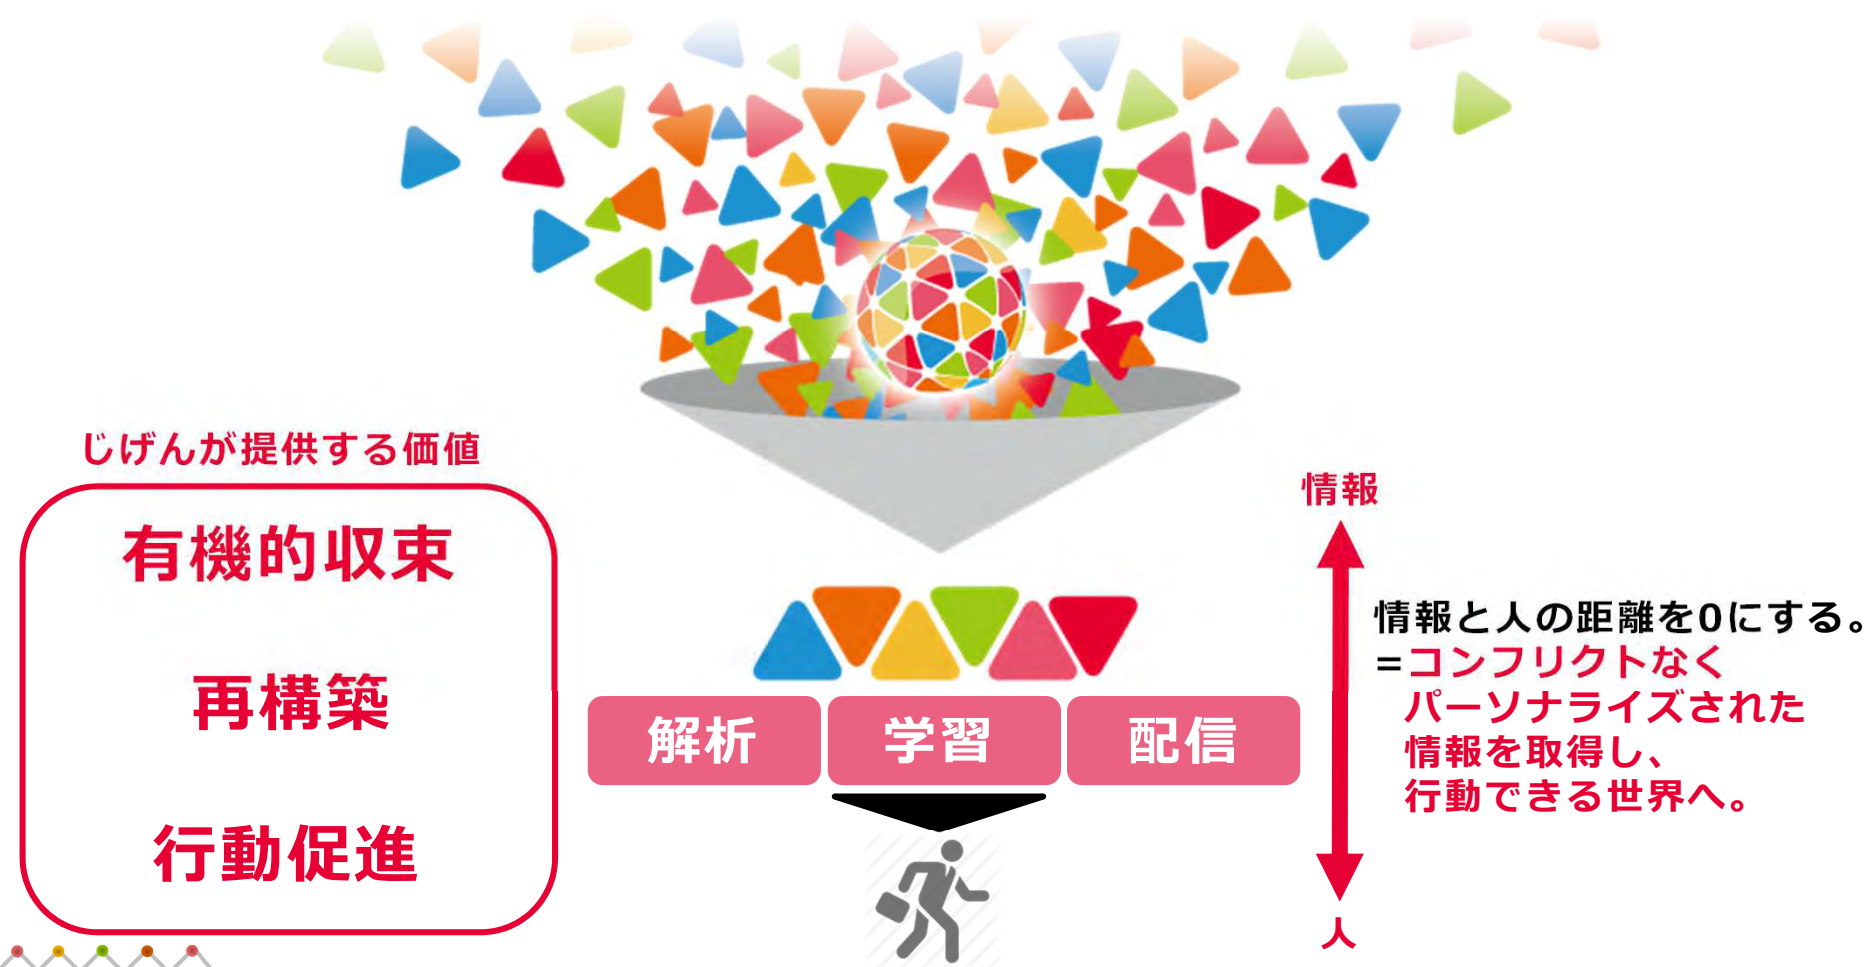 じげんが提供する価値
有機的収束
再構築
行動促進
解析
学習
配信
情報
情報と人の距離を0にする。
=コンフリクトなく
パーソナライズされた
情報を取得し、
行動できる世界へ。
人